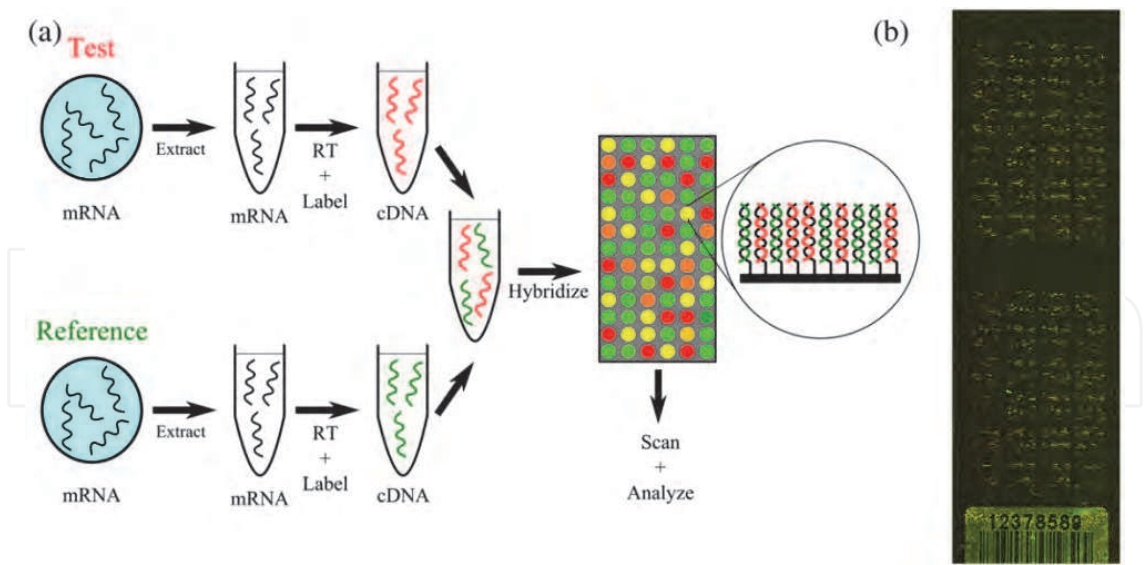 (a)
Test
mRNA
Extract
mRNA
RT
+
Label
cDNA
Reference
mRNA
Extract
mRNA
RT
+
Label
cDNA
Hybridize
Scan
+
Analyze
(b)
12378589